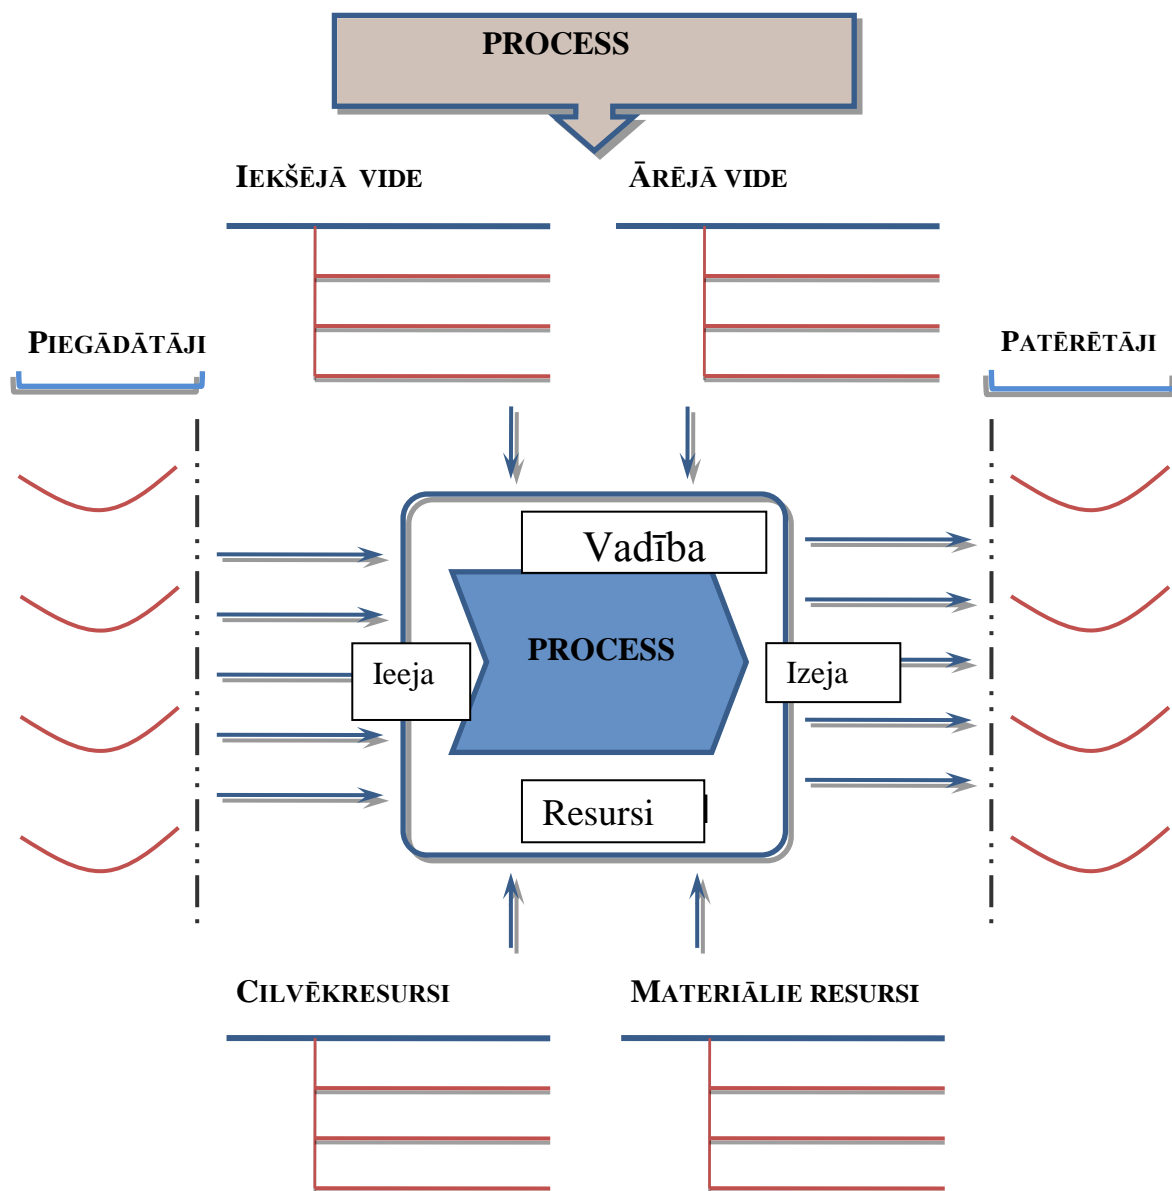 PROCESS
IEKŠĒJĀ VIDE
ĀRĒJĀ VIDE
PIEGĀDĀTĀJI
PATĒRĒTĀJI
Vadība
PROCESS
Ieeja
Izeja
Resursi
CILVĒKRESURSI
MATERIĀLIE RESURSI